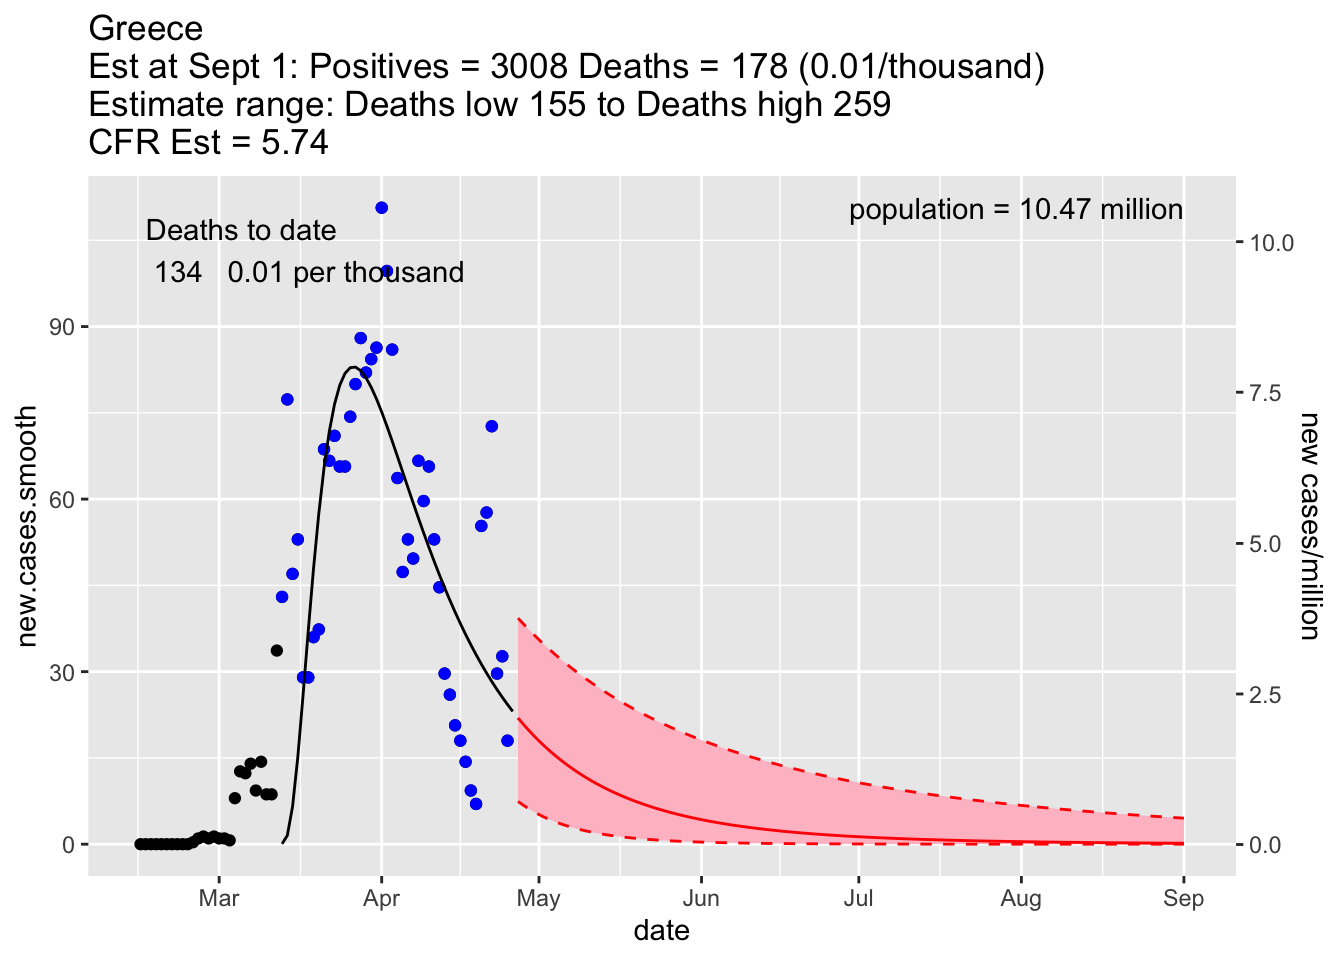 Greece
Est at Sept 1: Positives = 3008 Deaths = 178 (0.01/thousand)
Estimate range: Deaths low 155 to Deaths high 259
CFR Est = 5.74
population = 10.47 million
Deaths to date
134 0.01 per thousand
90
60
30
0
new.cases.smooth
10.0
7.5
5.0
2.5
0.0
new cases/million
Mar Apr May Jun Jul Aug Sep
date